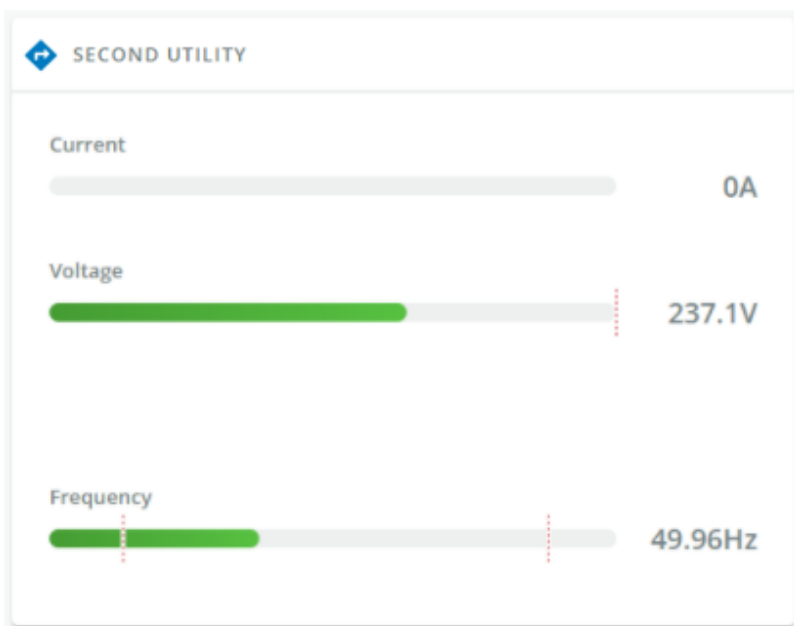 SECOND UTILITY
Current
0A
Voltage
237.1V
Frequency
49.96Hz